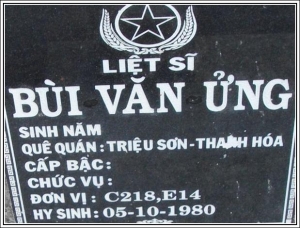 LIỆT SĨ
BÙI VĂN ỬNG
SINH NĂM
QUÊ QUÁN: TRIỆU SƠN-THANH HÓA
CẤP BẬC:
CHỨC VỤ:
ĐƠN VỊ: C218,E14
HY SINH: 05-10-1980